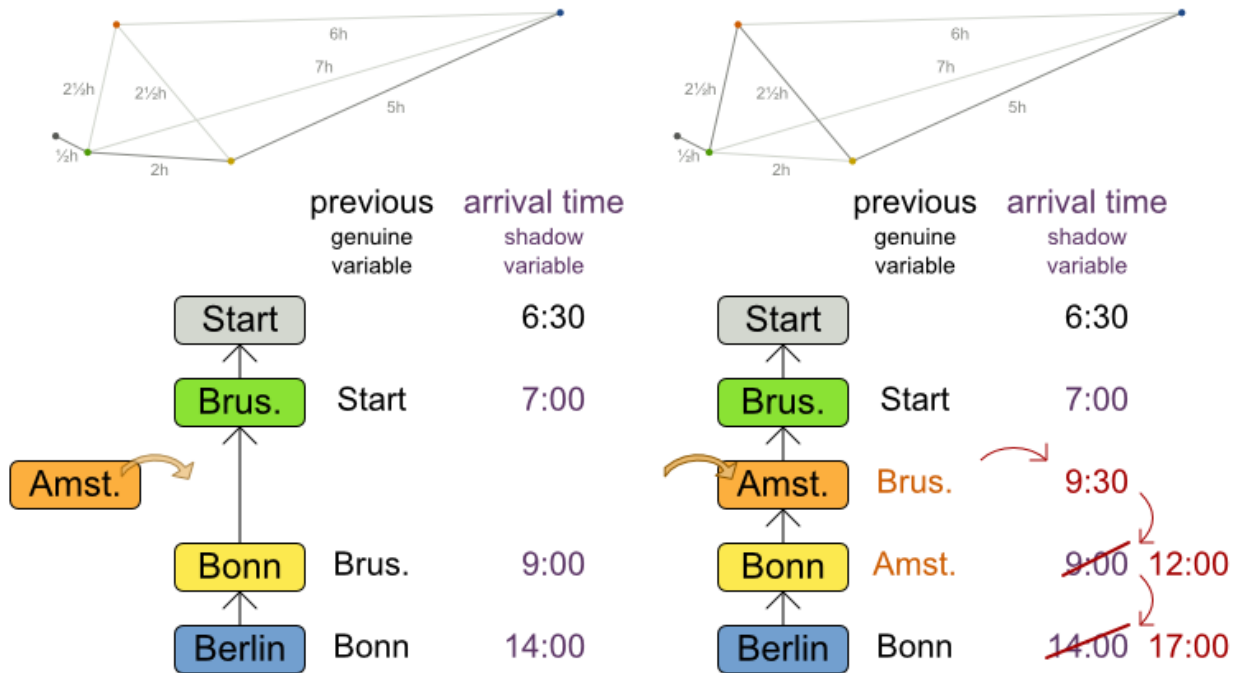 6h
7h
2½h
2½h
5h
½h
2h
previous arrival time
genuine shadow
variable variable
Start 6:30
Brus. Start 7:00
Amst.
Bonn Brus. 9:00
Berlin Bonn 14:00
6h
7h
2½h
2½h
5h
½h
2h
previous arrival time
genuine shadow
variable variable
Start 6:30
Brus. Start 7:00
Amst. Brus. 9:30
Bonn Amst. 9:00 12:00
Berlin Bonn 14:00 17:00